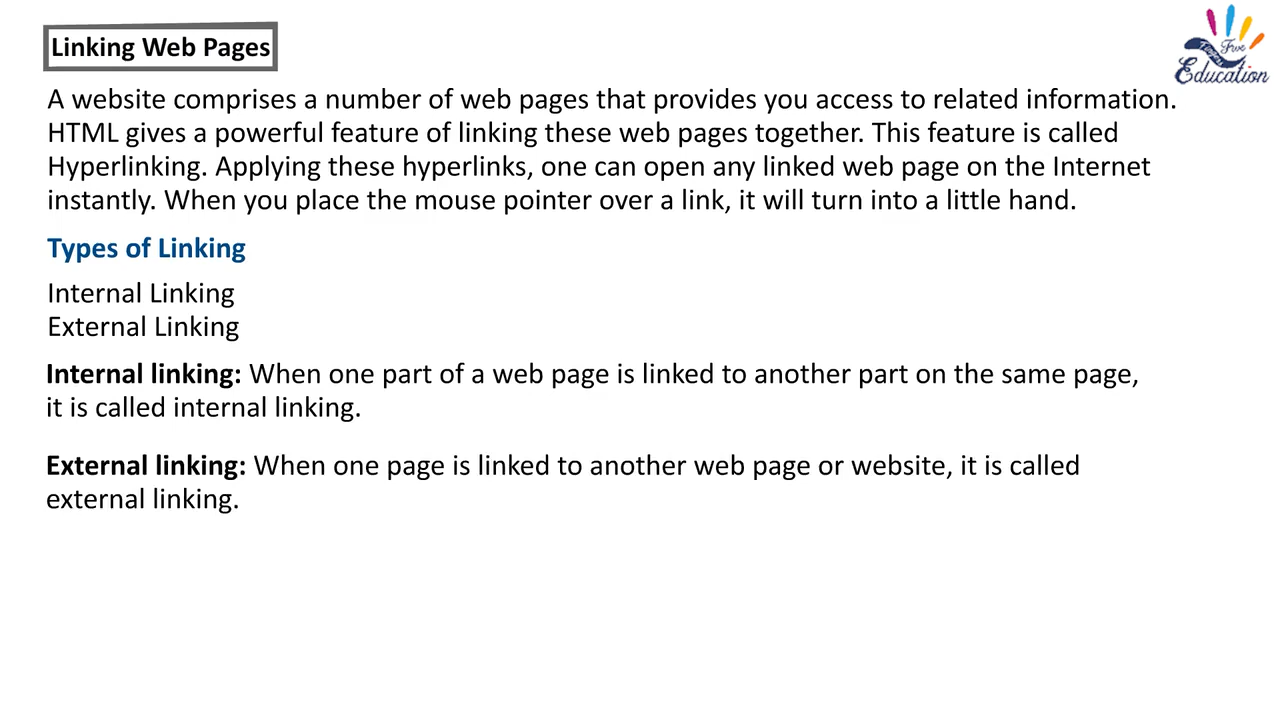 Linking Web Pages
Five
Fingers
Education
A website comprises a number of web pages that provides you access to related information.
HTML gives a powerful feature of linking these web pages together. This feature is called
Hyperlinking. Applying these hyperlinks, one can open any linked web page on the Internet
instantly. When you place the mouse pointer over a link, it will turn into a little hand.
Types of Linking
Internal Linking
External Linking
Internal linking: When one part of a web page is linked to another part on the same page,
it is called internal linking.
External linking: When one page is linked to another web page or website, it is called
external linking.